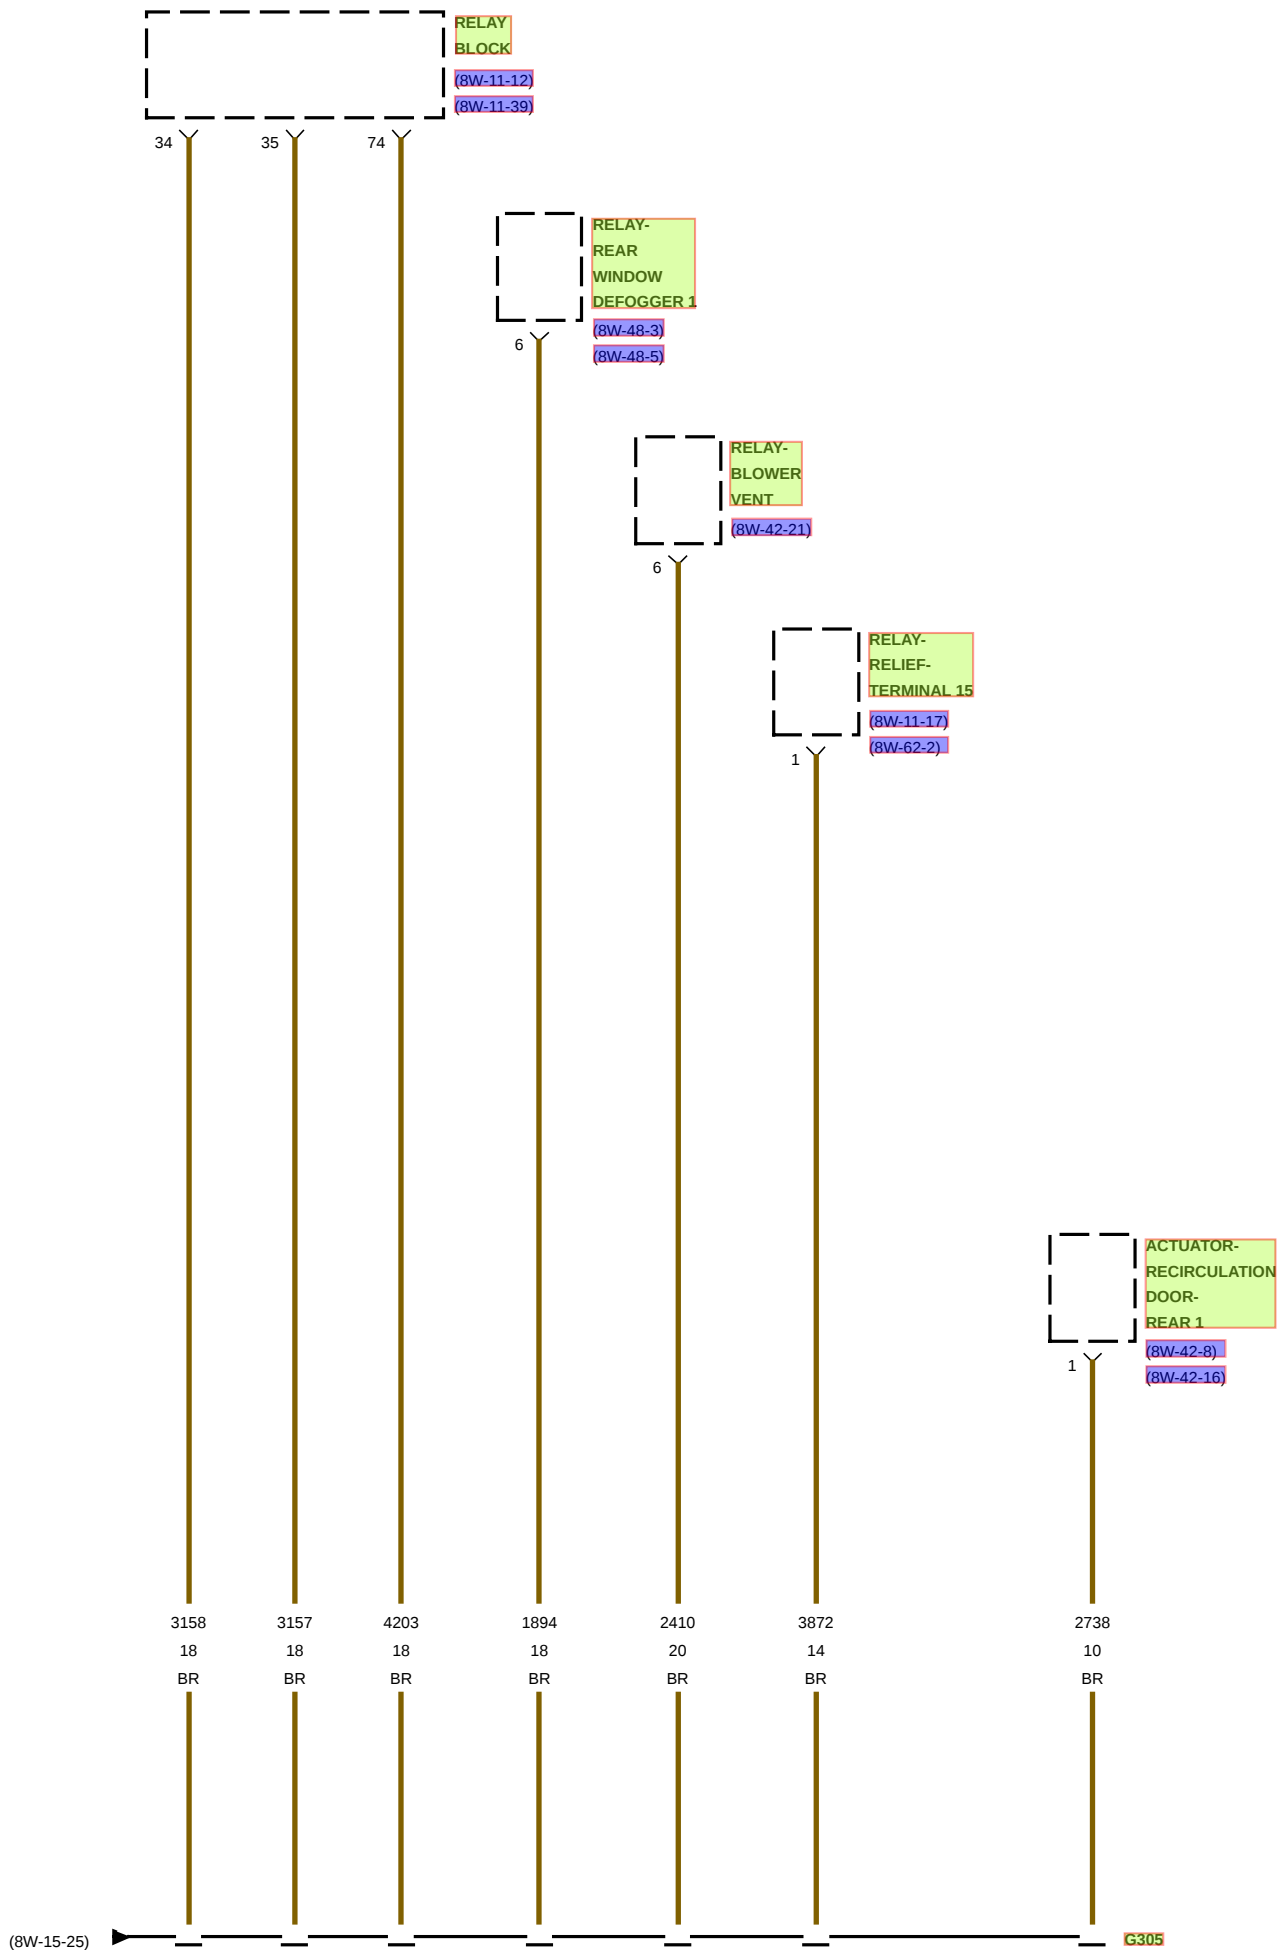 RELAY
BLOCK
(8W-11-12)
(8W-11-39)
34 35 74
RELAY-
REAR
WINDOW
DEFOGGER 1
(8W-48-3)
(8W-48-5)
6
RELAY-
BLOWER
VENT
(8W-42-21)
6
RELAY-
RELIEF-
TERMINAL 15
(8W-11-17)
(8W-62-2)
1
ACTUATOR-
RECIRCULATION
DOOR-
REAR 1
(8W-42-8)
(8W-42-16)
1
3158 3157 4203 1894 2410 3872 2738
18 18 18 18 20 14 10
BR BR BR BR BR BR BR
(8W-15-25) G305